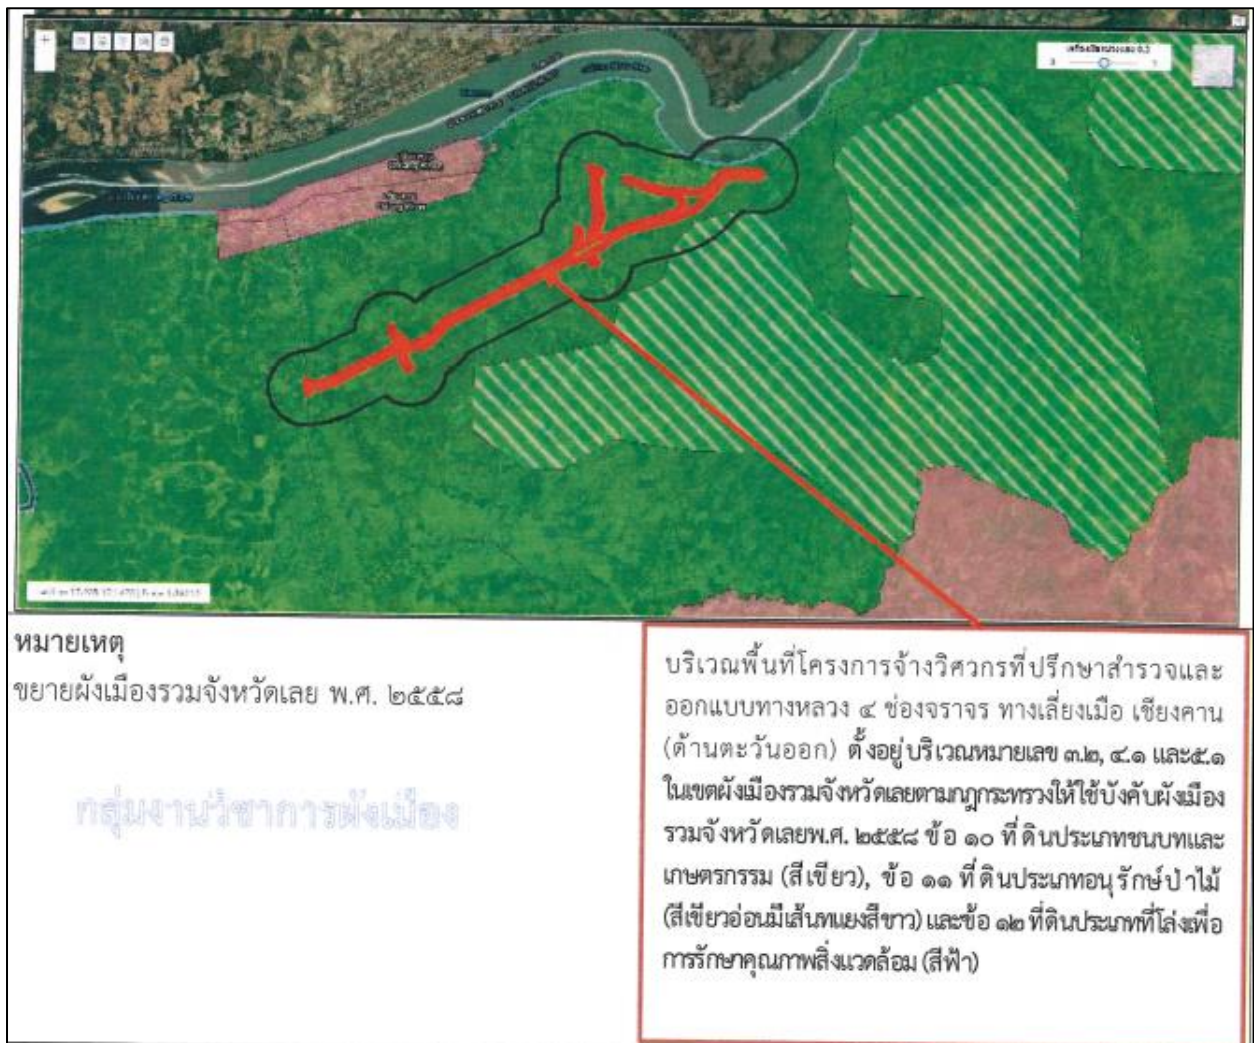 หมายเหตุ
ขยายผังเมืองรวมจังหวัดเลย พ.ศ. ๒๕๕๘
กลุ่มงานวิชาการผังเมือง
บริเวณพื้นที่โครงการจ้างวิศวกรที่ปรึกษาสำรวจและ
ออกแบบทางหลวง ๔ ช่องจราจร ทางเลี่ยงเมือ เชียงคาน
(ด้านตะวันออก) ตั้งอยู่บริเวณหมายเลข ๓.๒, ๔.๑ และ๕.๑
ในเขตผังเมืองรวมจังหวัดเลยตามกฎกระทรวงให้ใช้บังคับผังเมือง
รวมจังหวัดเลยพ.ศ. ๒๕๕๘ ข้อ ๑๐ ที่ดินประเภทชนบทและ
เกษตรกรรม (สีเขียว), ข้อ ๑๑ ที่ดินประเภทอนุรักษ์ป่าไม้
(สีเขียวอ่อนมีเส้นทแยงสีขาว) และข้อ ๑๒ ที่ดินประเภทที่โล่งเพื่อ
การรักษาคุณภาพสิ่งแวดล้อม (สีฟ้า)